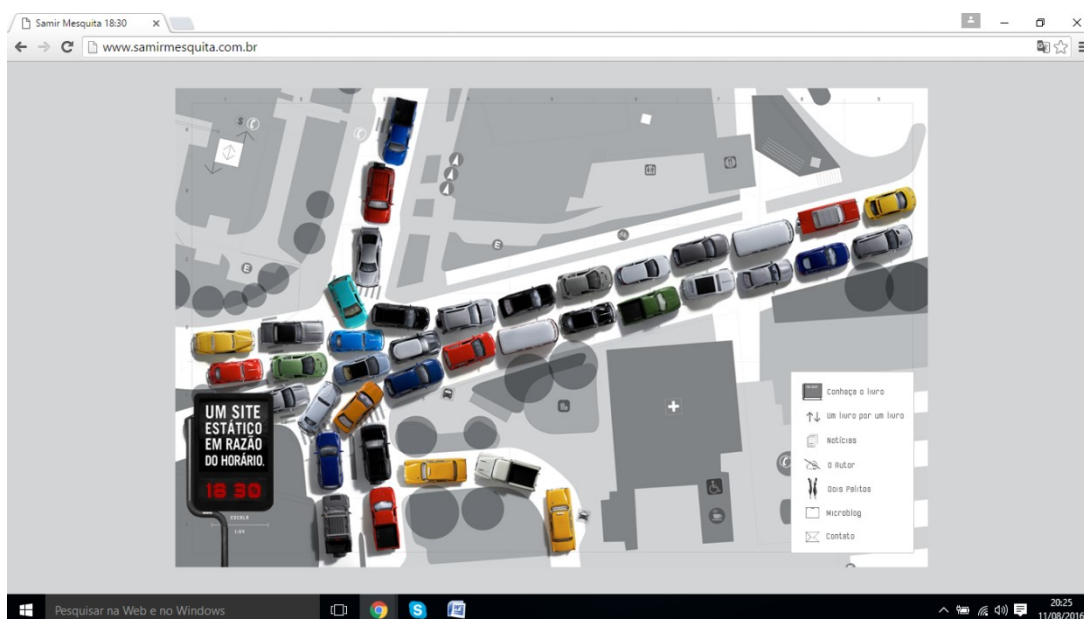 Samir Mesquita 18:30
www.samirmesquita.com.br
$
E
E
UM SITE
ESTÁTICO
EM RAZÃO
DO HORÁRIO.
18 30
ESCALA
Conheça o livro
Um livro por um livro
Notícias
O Autor
Dois Palitos
Microblog
Contato
Pesquisar na Web e no Windows
20:25
11/08/2016